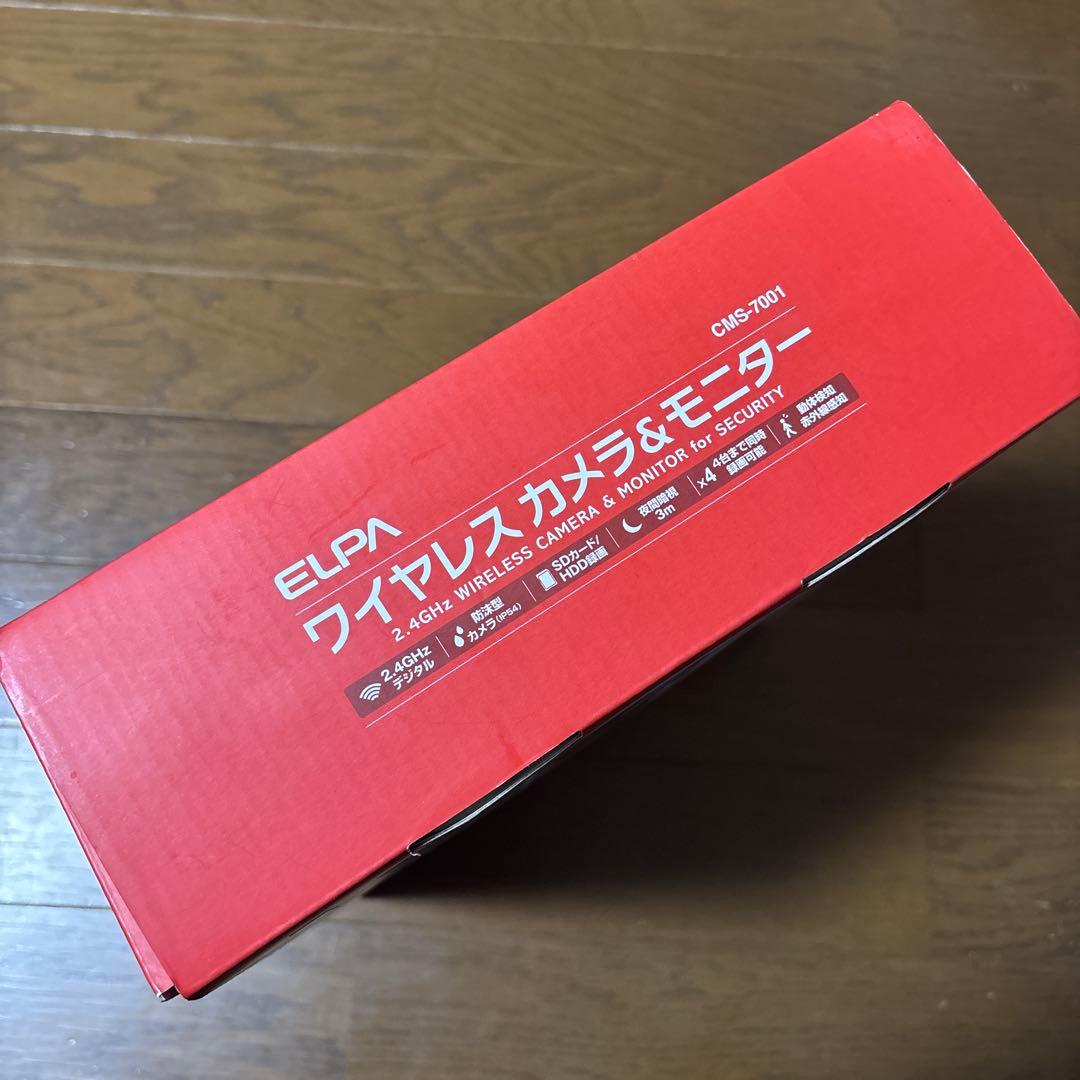 CMS-7001
ELPA
ワイヤレス カメラ&モニター
2.4GHz WIRELESS CAMERA & MONITOR for SECURITY
2.4GHz
デジタル
防沫型
カメラ(IP54)
SDカード/
HDD録画
夜間暗視
3m
×4
4台まで同時
録画可能
動体検知
赤外線感知